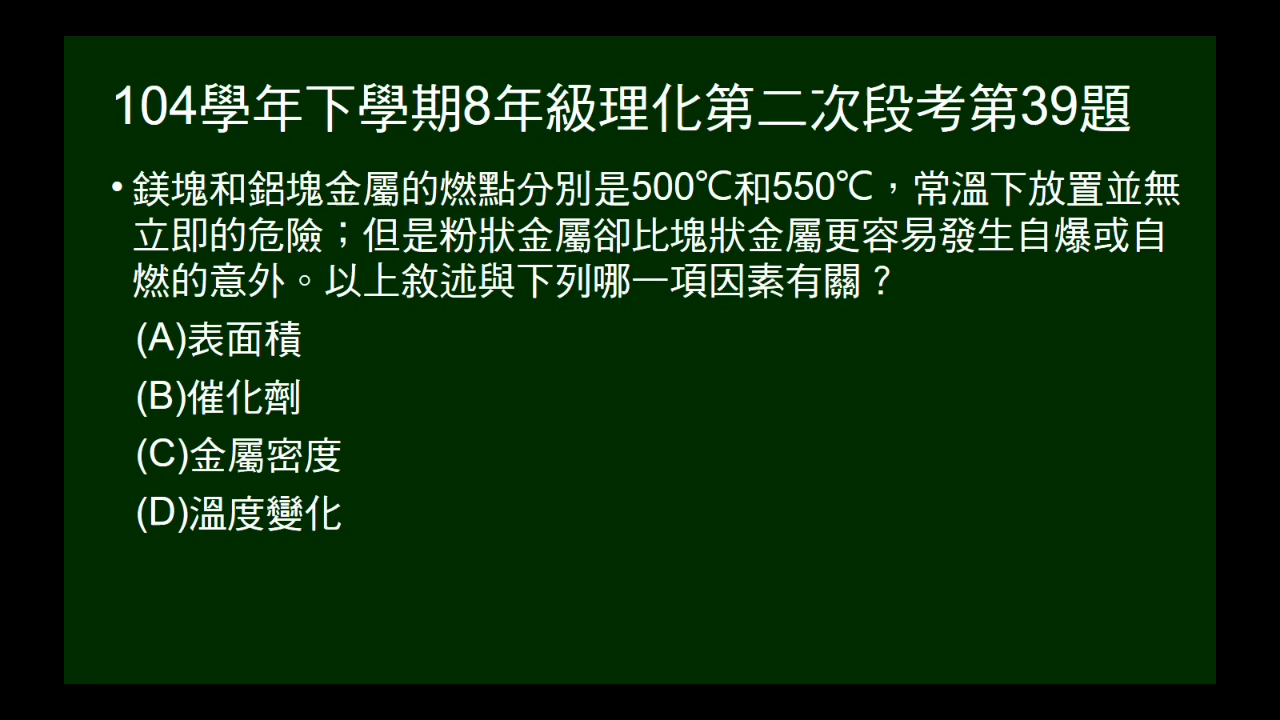 104學年下學期8年級理化第二次段考第39題
•鎂塊和鋁塊金屬的燃點分別是500℃和550℃，常溫下放置並無
立即的危險；但是粉狀金屬卻比塊狀金屬更容易發生自爆或自
燃的意外。以上敘述與下列哪一項因素有關？
(A)表面積
(B)催化劑
(C)金屬密度
(D)溫度變化